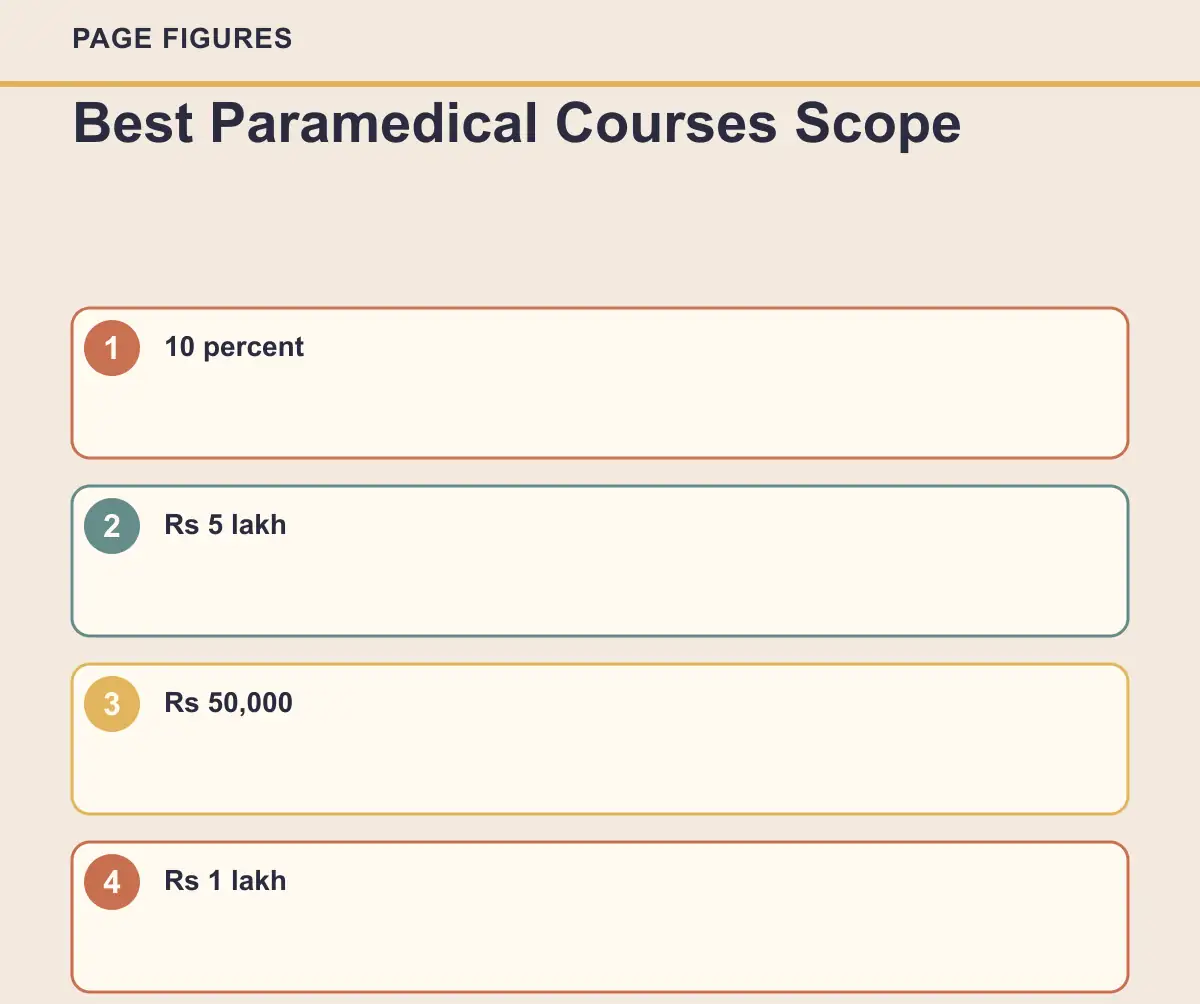 PAGE FIGURES
Best Paramedical Courses Scope
1 10 percent
2 Rs 5 lakh
3 Rs 50,000
4 Rs 1 lakh